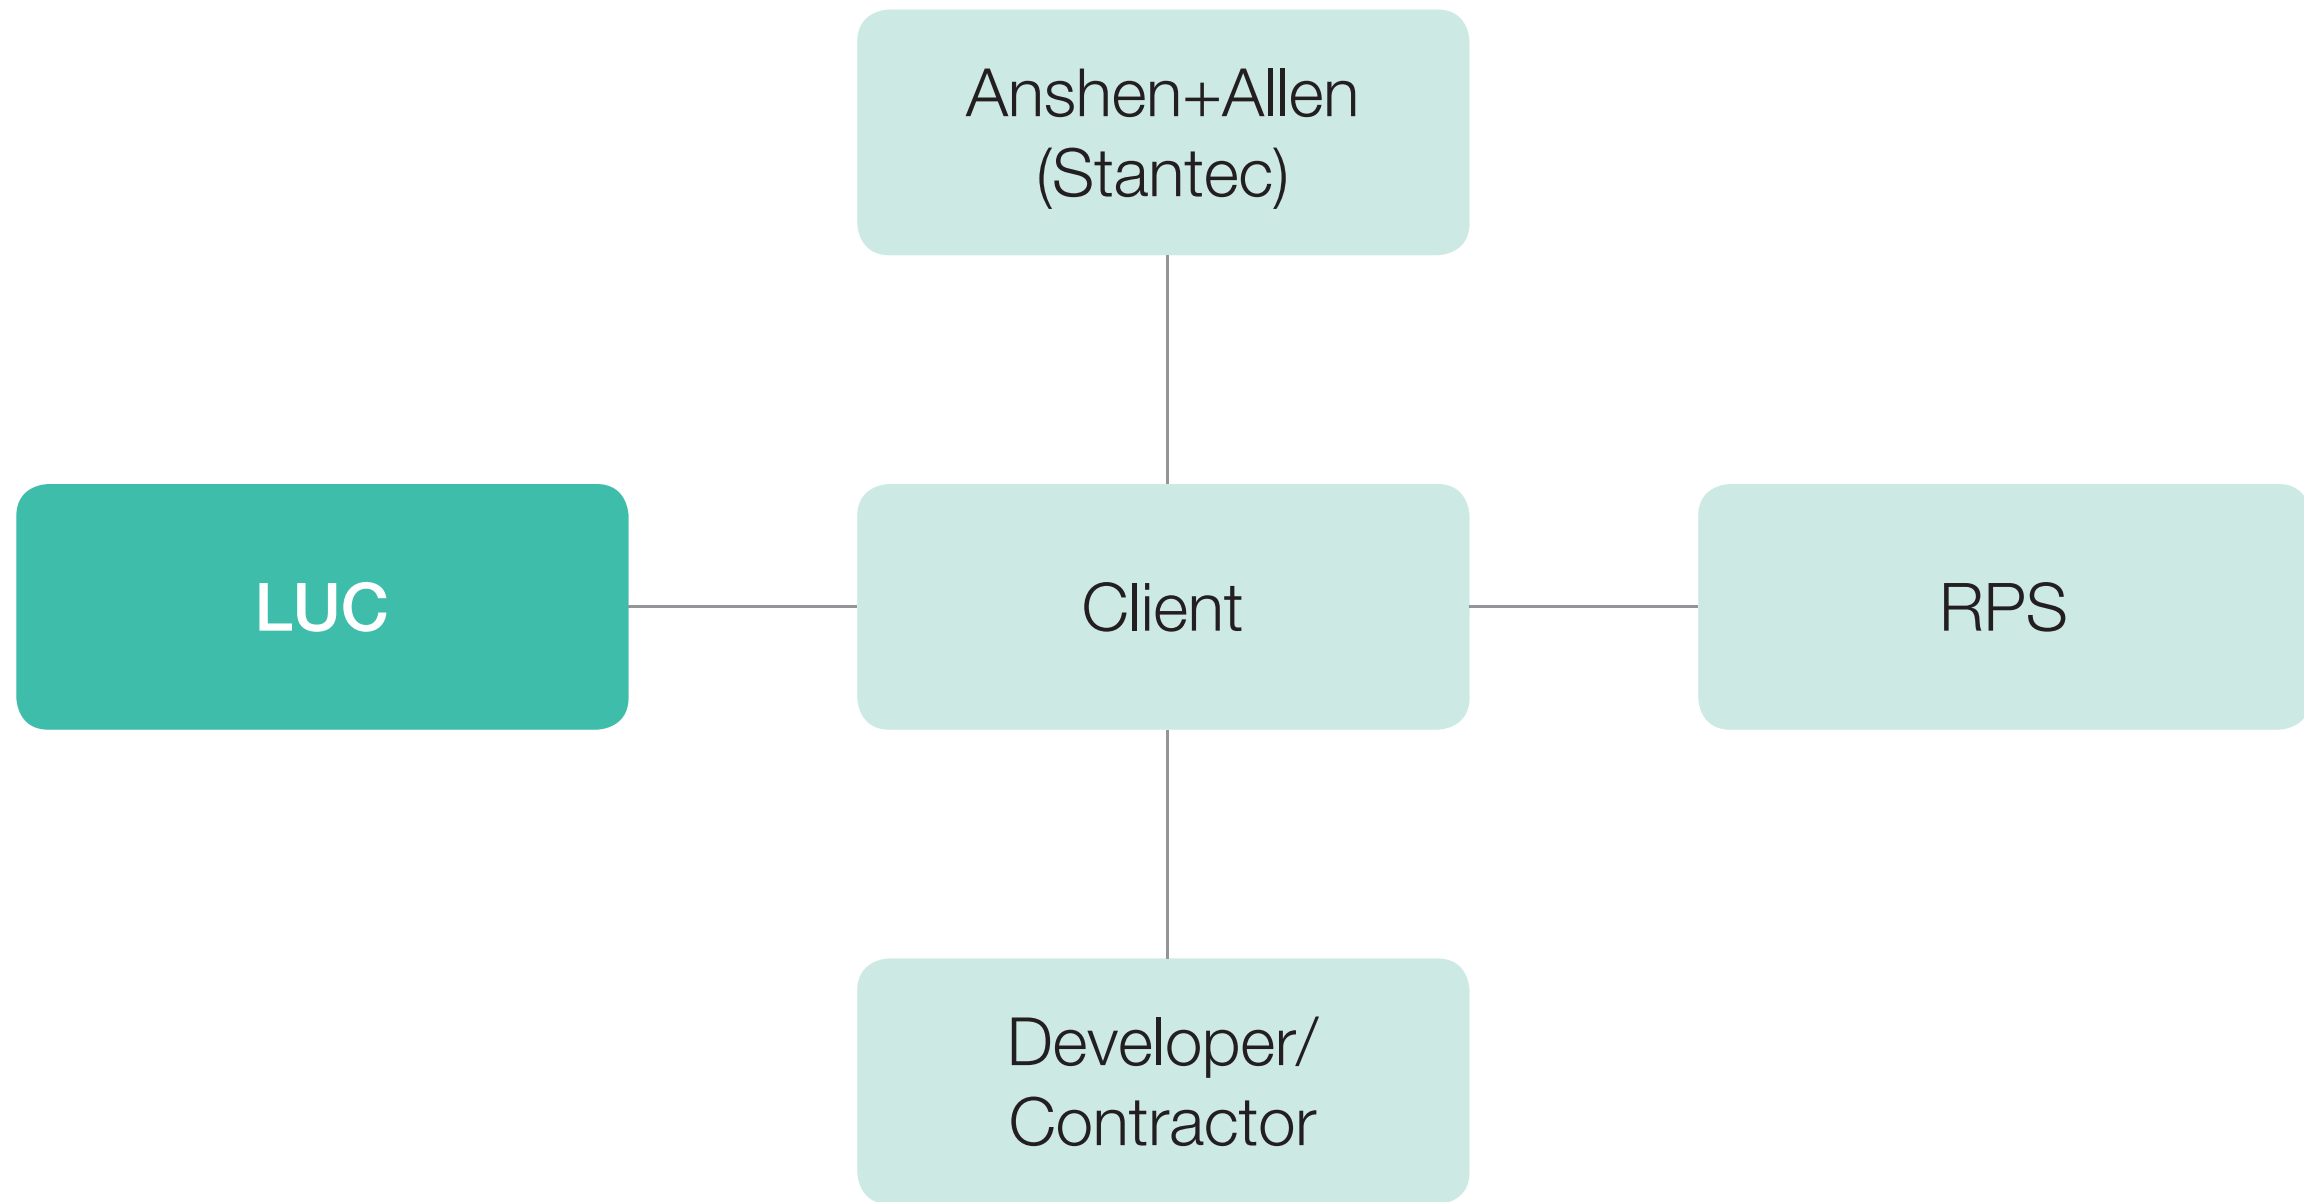 Anshen+Allen
(Stantec)
LUC
Client
RPS
Developer/
Contractor